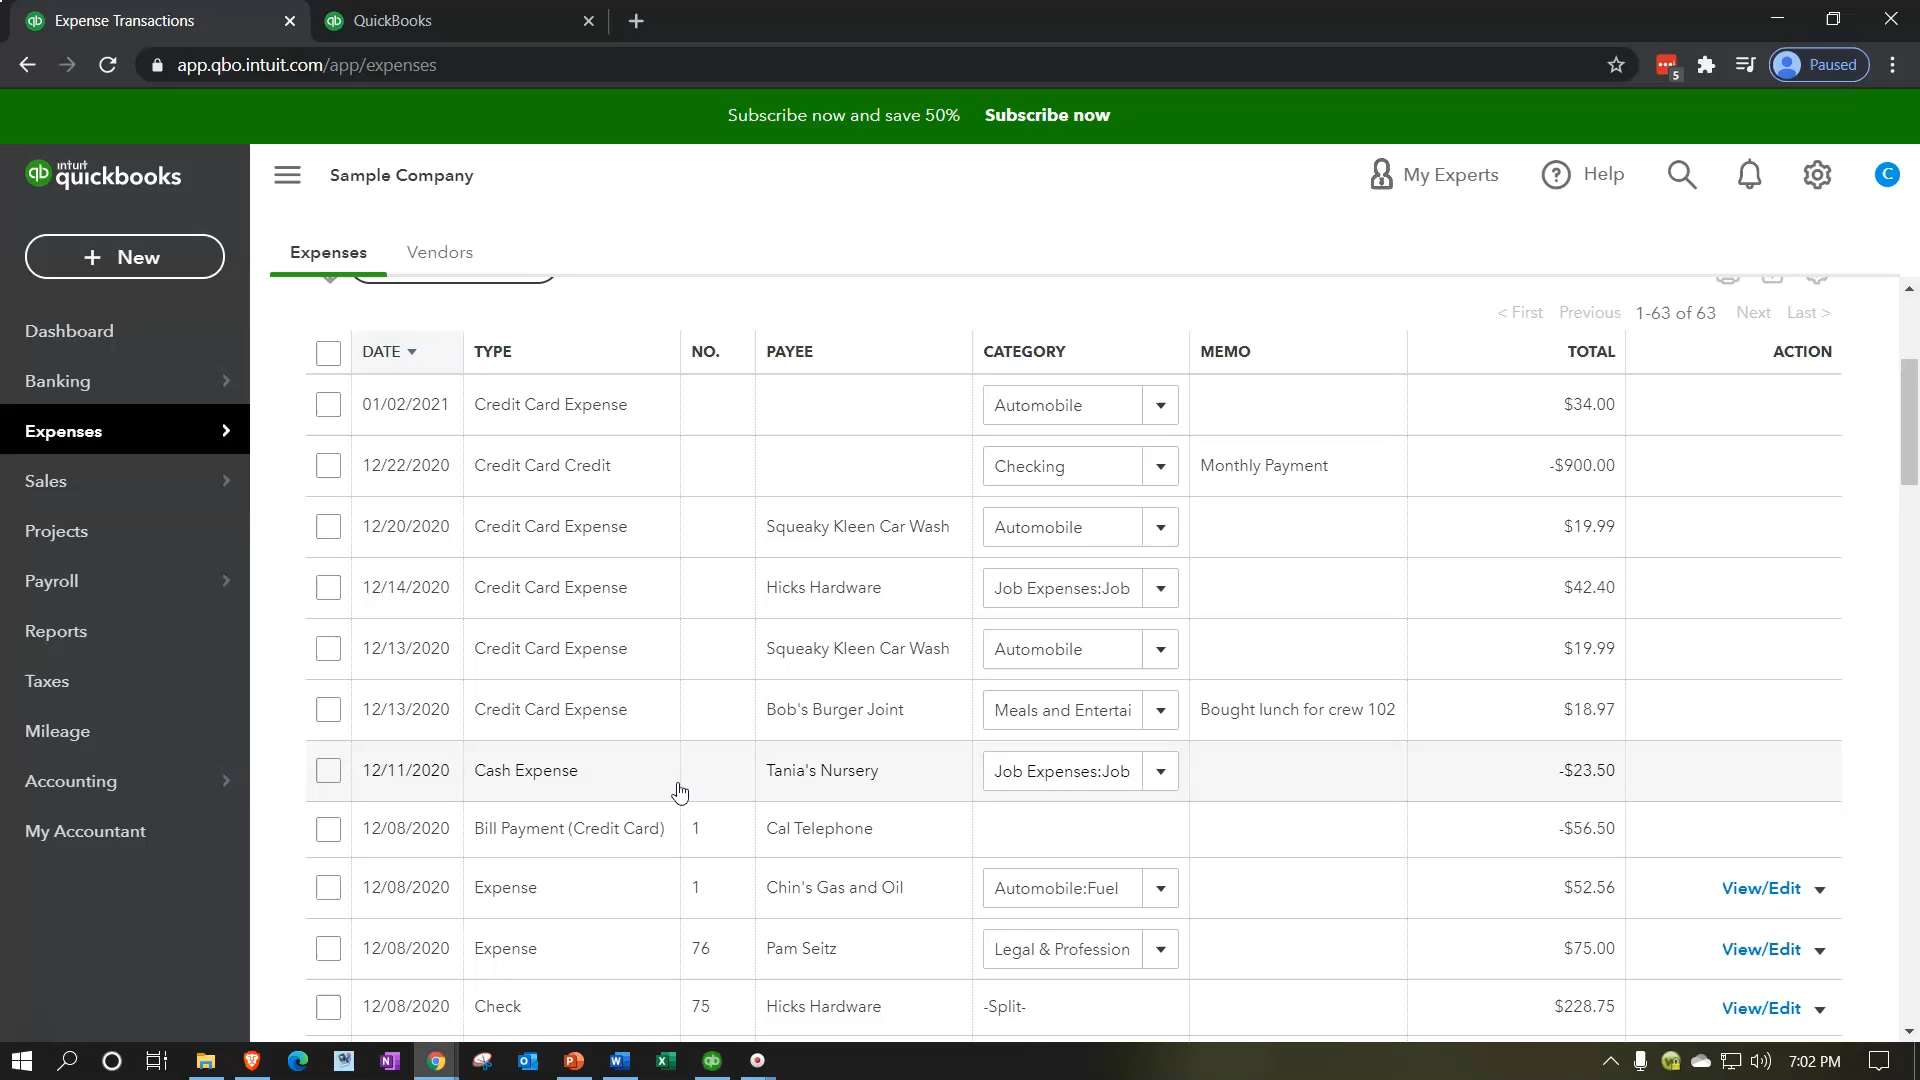 Expense Transactions
QuickBooks
app.qbo.intuit.com/app/expenses
5
Paused
Subscribe now and save 50% Subscribe now
qb intuit quickbooks
Sample Company
My Experts
? Help
C
+ New
Expenses Vendors
Dashboard
Banking
Expenses
Sales
Projects
Payroll
Reports
Taxes
Mileage
Accounting
My Accountant
< First Previous 1-63 of 63 Next Last >
DATE TYPE NO. PAYEE CATEGORY MEMO TOTAL ACTION
01/02/2021 Credit Card Expense Automobile $34.00
12/22/2020 Credit Card Credit Checking Monthly Payment -$900.00
12/20/2020 Credit Card Expense Squeaky Kleen Car Wash Automobile $19.99
12/14/2020 Credit Card Expense Hicks Hardware Job Expenses:Job $42.40
12/13/2020 Credit Card Expense Squeaky Kleen Car Wash Automobile $19.99
12/13/2020 Credit Card Expense Bob's Burger Joint Meals and Entertai Bought lunch for crew 102 $18.97
12/11/2020 Cash Expense Tania's Nursery Job Expenses:Job -$23.50
12/08/2020 Bill Payment (Credit Card) 1 Cal Telephone -$56.50
12/08/2020 Expense 1 Chin's Gas and Oil Automobile:Fuel $52.56 View/Edit
12/08/2020 Expense 76 Pam Seitz Legal & Profession $75.00 View/Edit
12/08/2020 Check 75 Hicks Hardware -Split- $228.75 View/Edit
7:02 PM